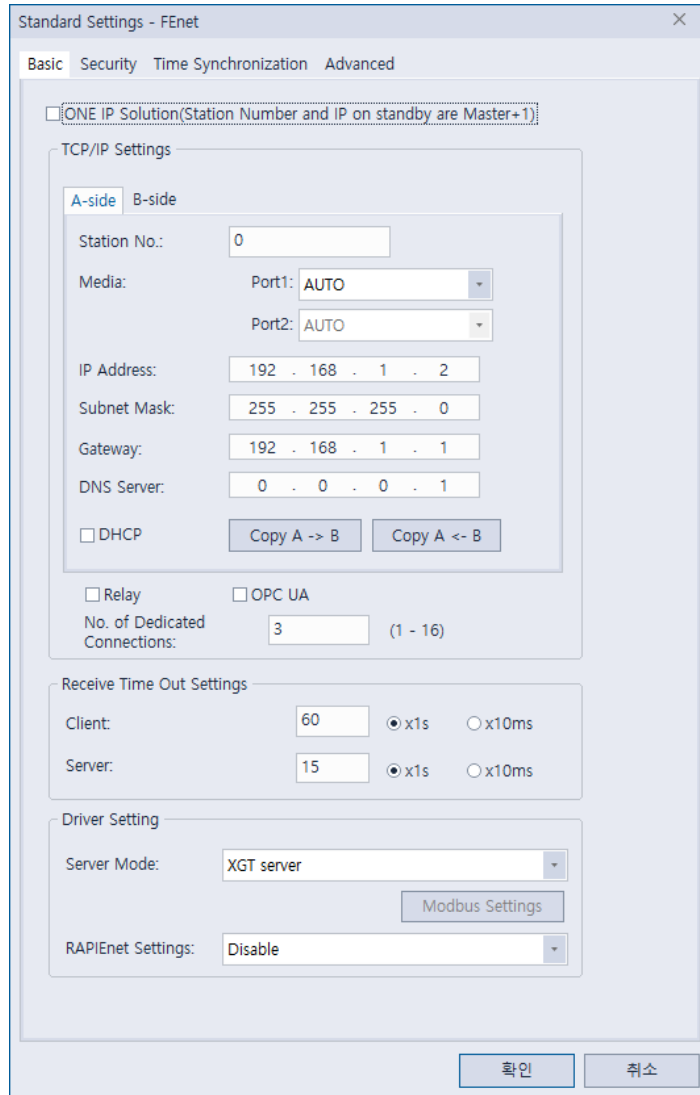 Standard Settings - FEnet
Basic Security Time Synchronization Advanced
ONE IP Solution(Station Number and IP on standby are Master+1)
TCP/IP Settings
A-side B-side
Station No.: 0
Media: Port1: AUTO
Port2: AUTO
IP Address: 192 . 168 . 1 . 2
Subnet Mask: 255 . 255 . 255 . 0
Gateway: 192 . 168 . 1 . 1
DNS Server: 0 . 0 . 0 . 1
DHCP Copy A -> B Copy A <- B
Relay OPC UA
No. of Dedicated
Connections: 3 (1 - 16)
Receive Time Out Settings
Client: 60 x1s x10ms
Server: 15 x1s x10ms
Driver Setting
Server Mode: XGT server
Modbus Settings
RAPIEnet Settings: Disable
확인 취소